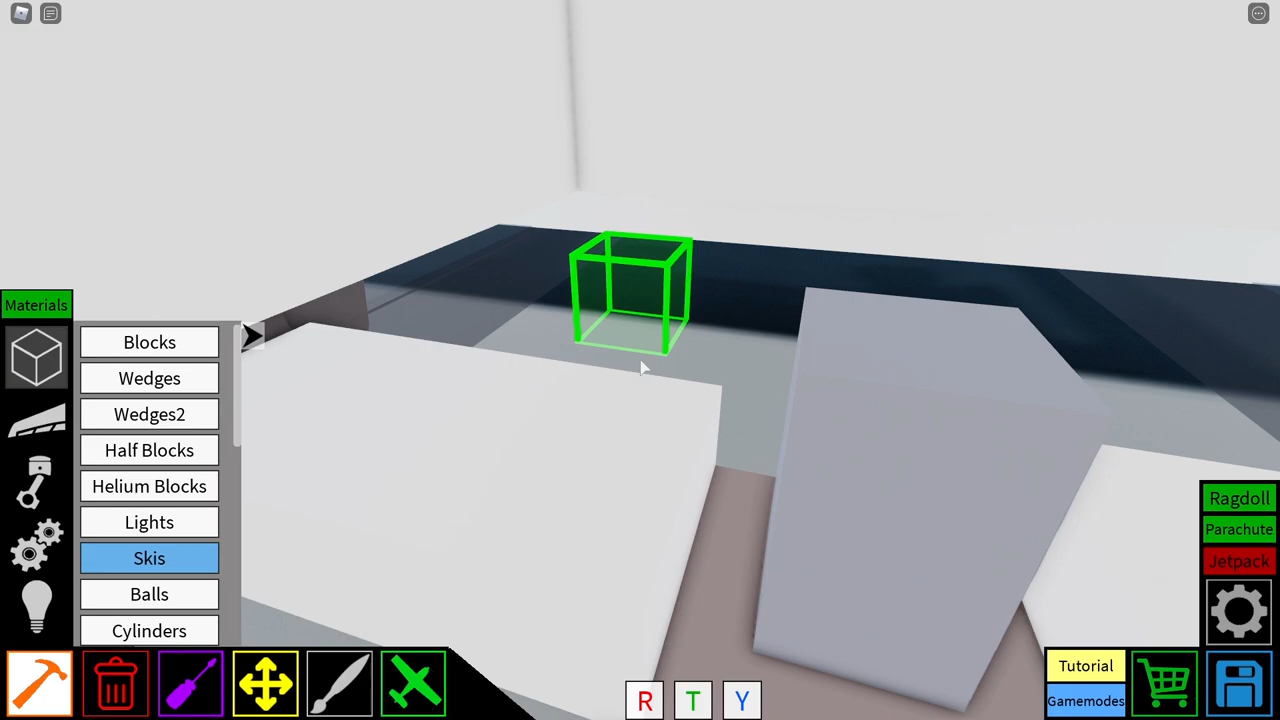 Materials
Blocks
Wedges
Wedges2
Half Blocks
Helium Blocks
Lights
Skis
Balls
Cylinders
Ragdoll
Parachute
Jetpack
Tutorial
Gamemodes
R T Y